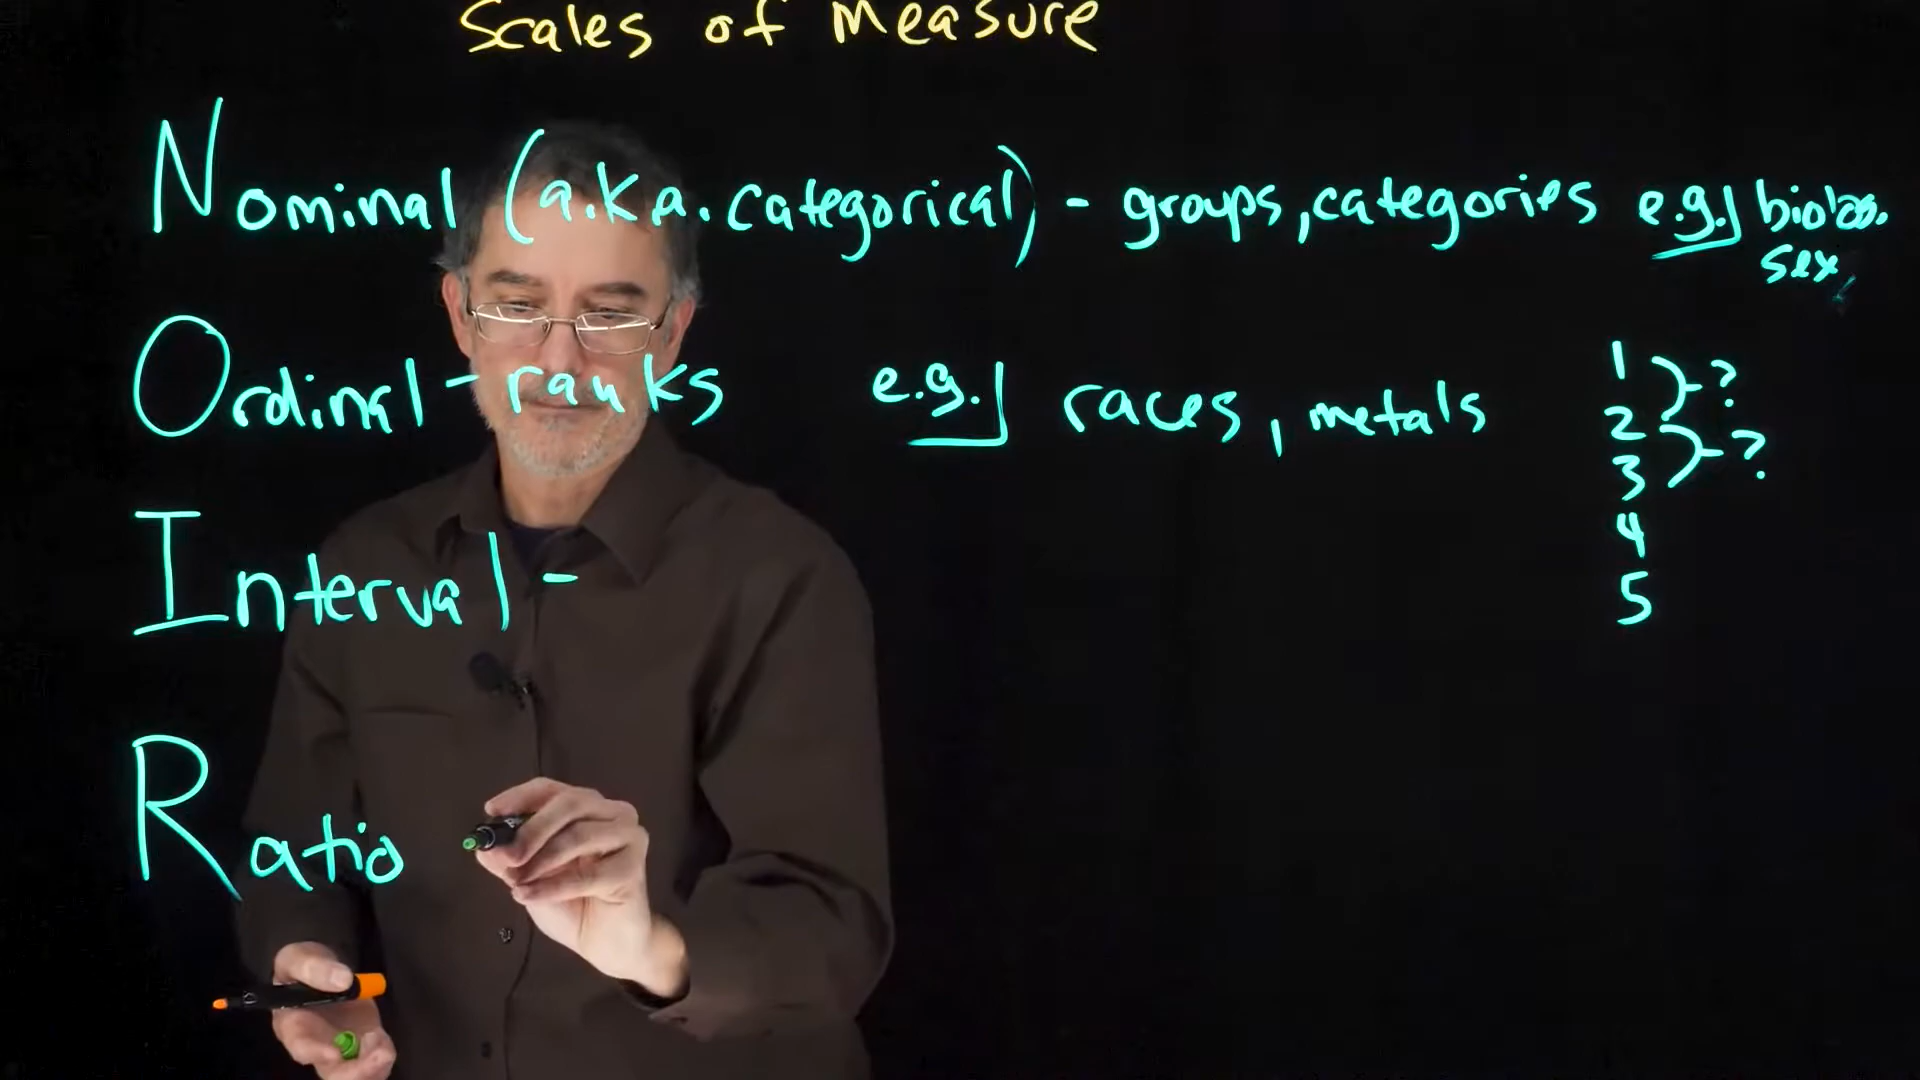 Scales of Measure
Nominal (a.k.a. categorical) - groups, categories e.g.,
sex,
Ordinal - ranks e.g., races, metals
1
2 ?
3 ?
4
5
Interval -
Ratio